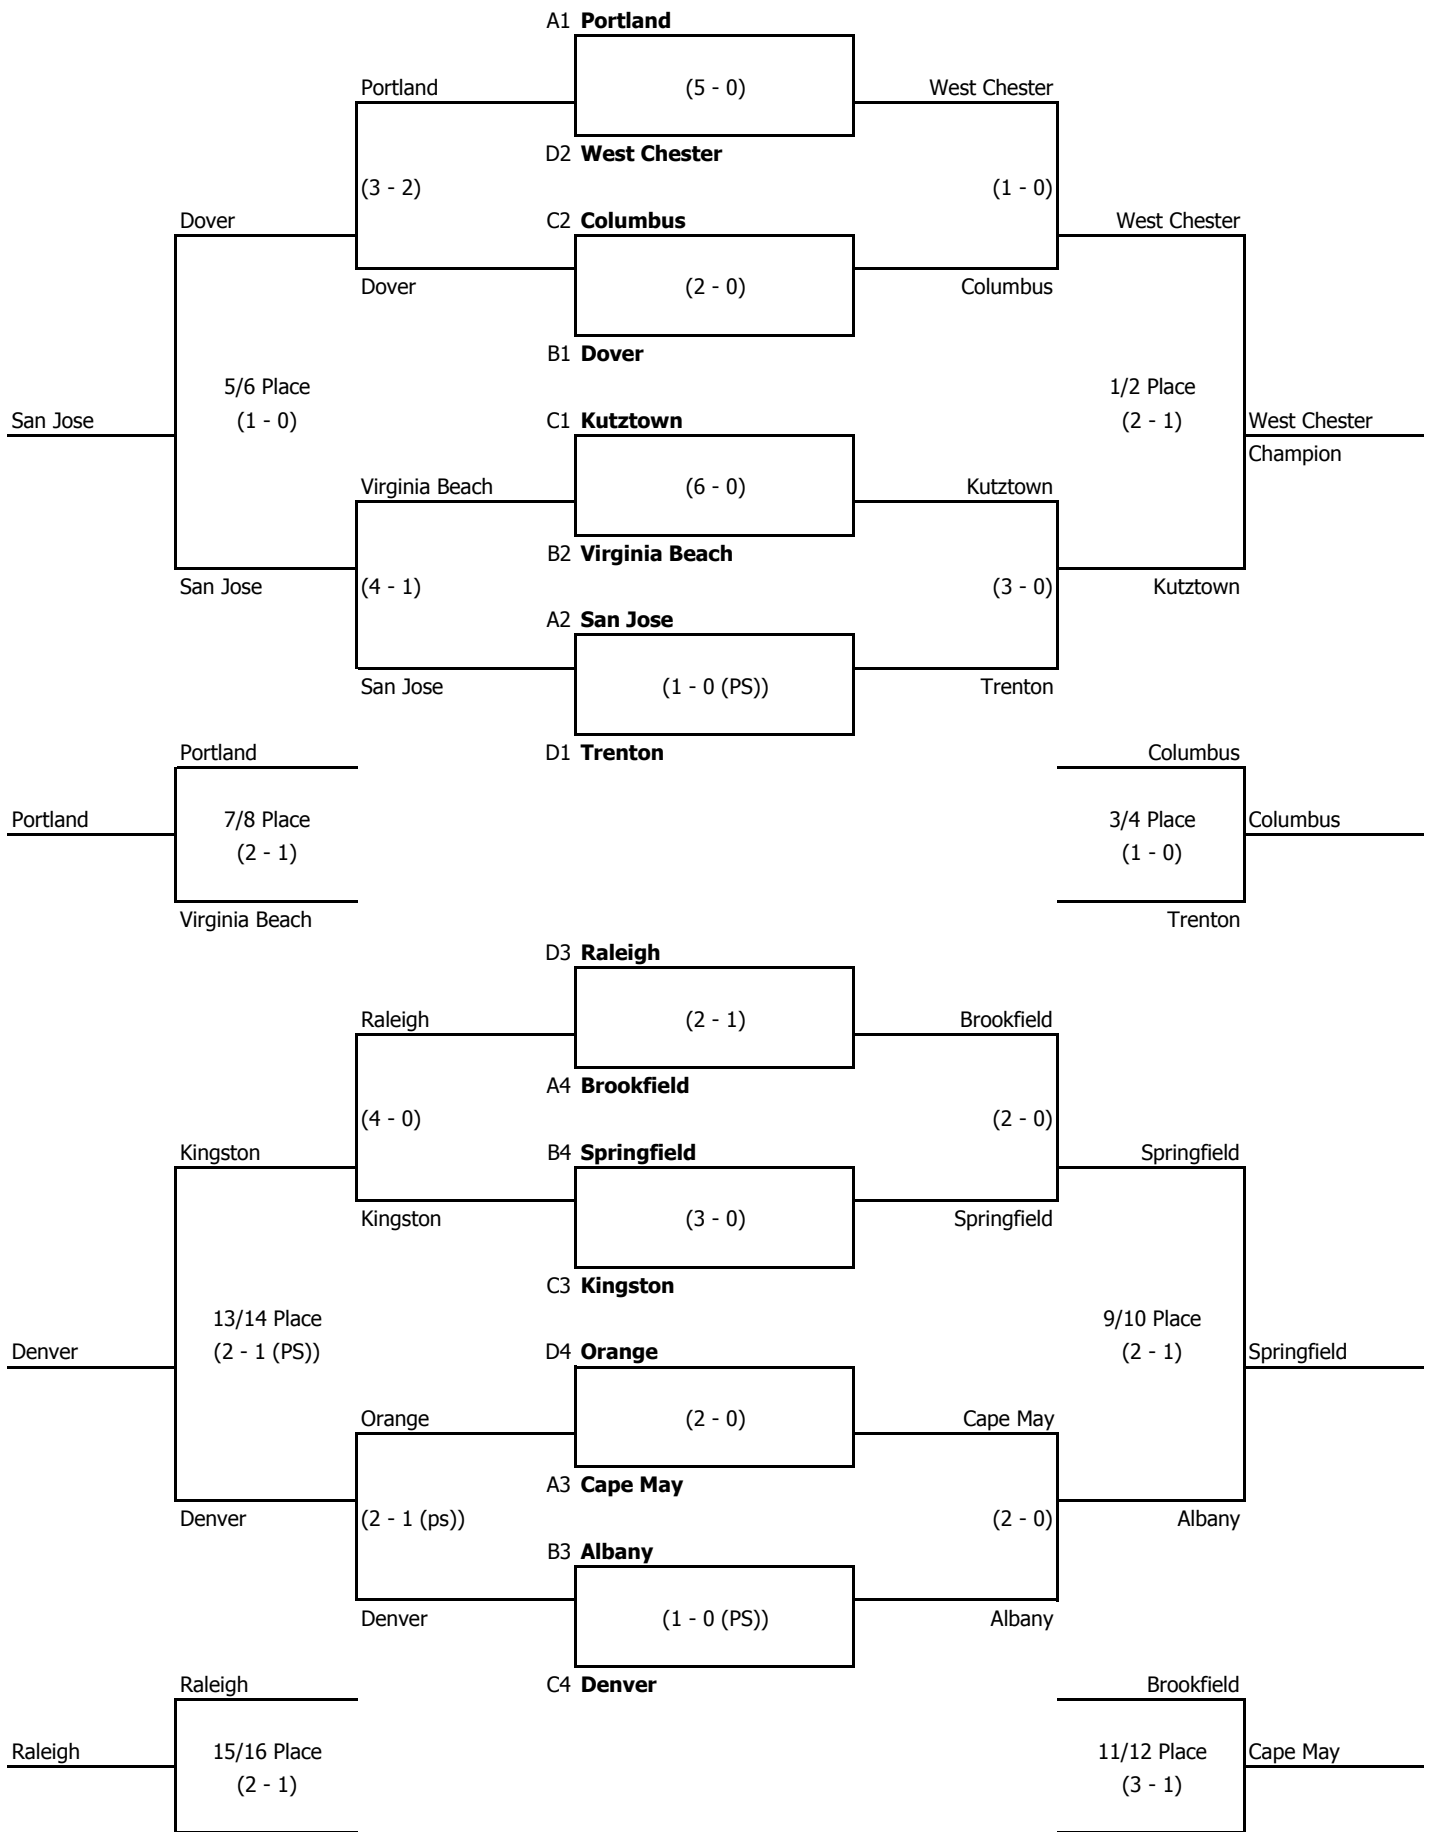 A1 Portland
Portland (5 - 0) West Chester
D2 West Chester
(3 - 2) (1 - 0)
Dover C2 Columbus West Chester
Dover (2 - 0) Columbus
B1 Dover
5/6 Place 1/2 Place
San Jose (1 - 0) C1 Kutztown (2 - 1) West Chester
Champion
Virginia Beach (6 - 0) Kutztown
B2 Virginia Beach
San Jose (4 - 1) (3 - 0) Kutztown
A2 San Jose
San Jose (1 - 0 (PS)) Trenton
Portland D1 Trenton Columbus
Portland 7/8 Place 3/4 Place Columbus
(2 - 1) (1 - 0)
Virginia Beach Trenton
D3 Raleigh
Raleigh (2 - 1) Brookfield
A4 Brookfield
(4 - 0) (2 - 0)
Kingston B4 Springfield Springfield
Kingston (3 - 0) Springfield
C3 Kingston
13/14 Place 9/10 Place
Denver (2 - 1 (PS)) D4 Orange (2 - 1) Springfield
Orange (2 - 0) Cape May
A3 Cape May
Denver (2 - 1 (ps)) (2 - 0) Albany
B3 Albany
Denver (1 - 0 (PS)) Albany
Raleigh C4 Denver Brookfield
Raleigh 15/16 Place 11/12 Place Cape May
(2 - 1) (3 - 1)